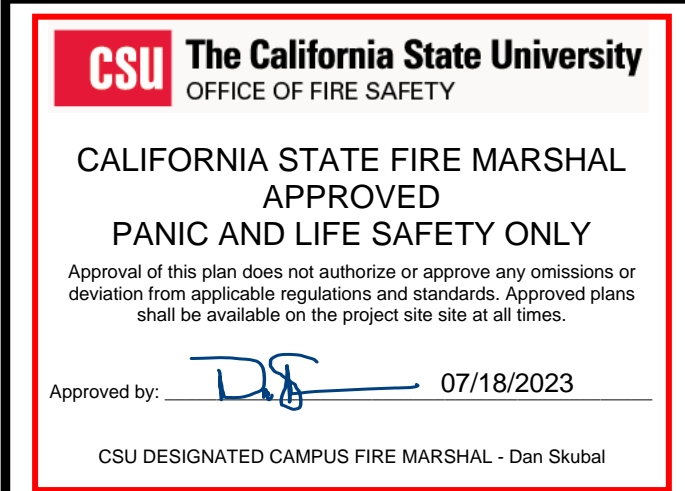 CSU The California State University
OFFICE OF FIRE SAFETY
CALIFORNIA STATE FIRE MARSHAL
APPROVED
PANIC AND LIFE SAFETY ONLY
Approval of this plan does not authorize or approve any omissions or
deviation from applicable regulations and standards. Approved plans
shall be available on the project site site at all times.
Approved by: 07/18/2023
CSU DESIGNATED CAMPUS FIRE MARSHAL - Dan Skubal